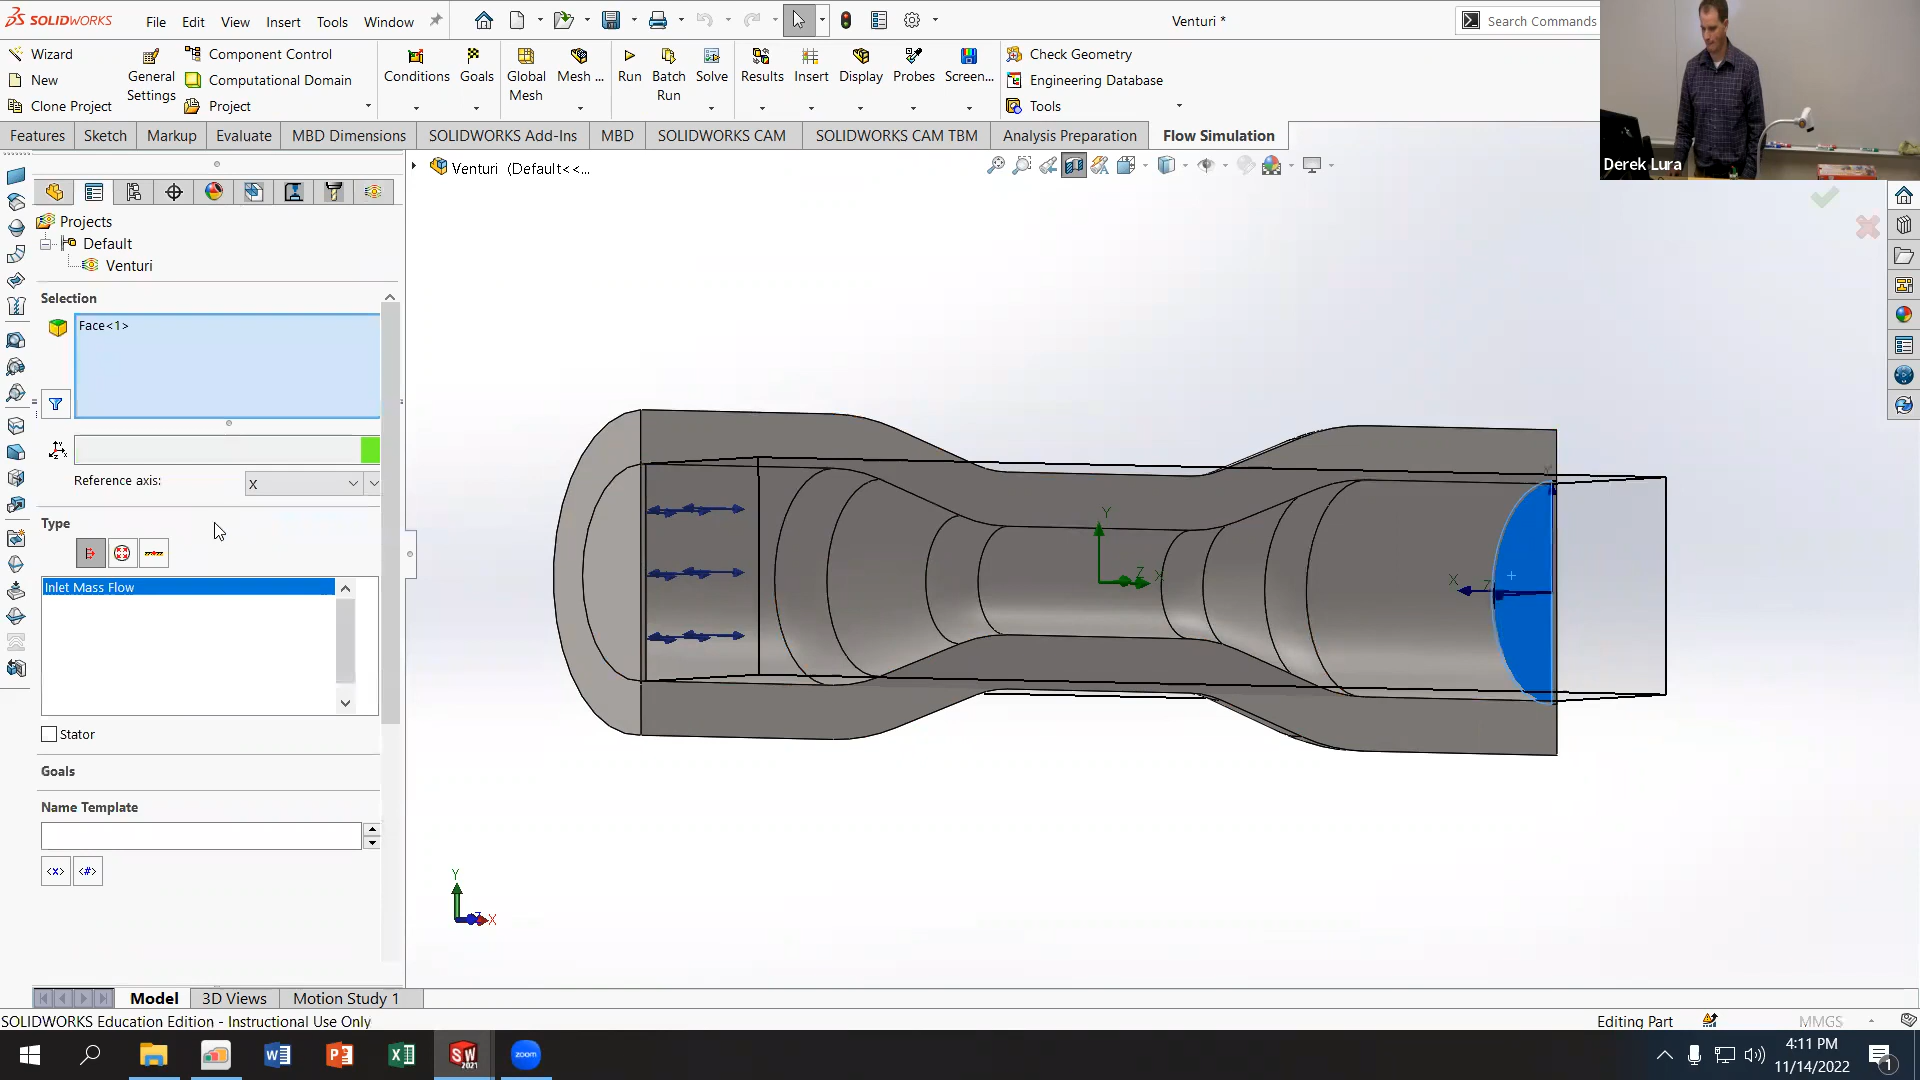 SOLIDWORKS
File Edit View Insert Tools Window
Venturi *
Search Commands
Wizard
New
Clone Project
General
Settings
Component Control
Computational Domain
Project
Conditions
Goals
Global
Mesh
Mesh ...
Run
Batch
Run
Solve
Results
Insert
Display
Probes
Screen...
Check Geometry
Engineering Database
Tools
Features Sketch Markup Evaluate MBD Dimensions SOLIDWORKS Add-Ins MBD SOLIDWORKS CAM SOLIDWORKS CAM TBM Analysis Preparation Flow Simulation
Derek Lura
Venturi (Default<<...
Projects
Default
Venturi
Selection
Face<1>
Reference axis:
X
Type
Inlet Mass Flow
Stator
Goals
Name Template
<x> <#>
Y
Z X
X Z
Y
Y
Z X
Model 3D Views Motion Study 1
SOLIDWORKS Education Edition - Instructional Use Only
Editing Part
MMGS
SW
2021
zoom
4:11 PM
11/14/2022
1